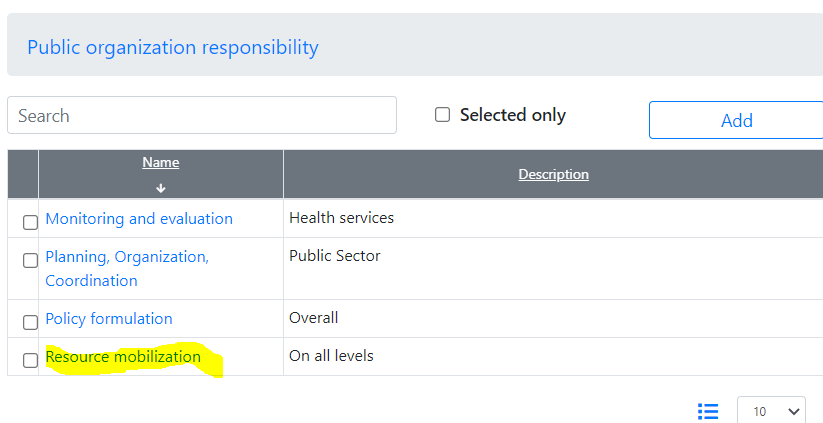 Public organization responsibility
Search
Selected only
Add
Name
Description
Monitoring and evaluation
Health services
Planning, Organization,
Coordination
Public Sector
Policy formulation
Overall
Resource mobilization
On all levels
10